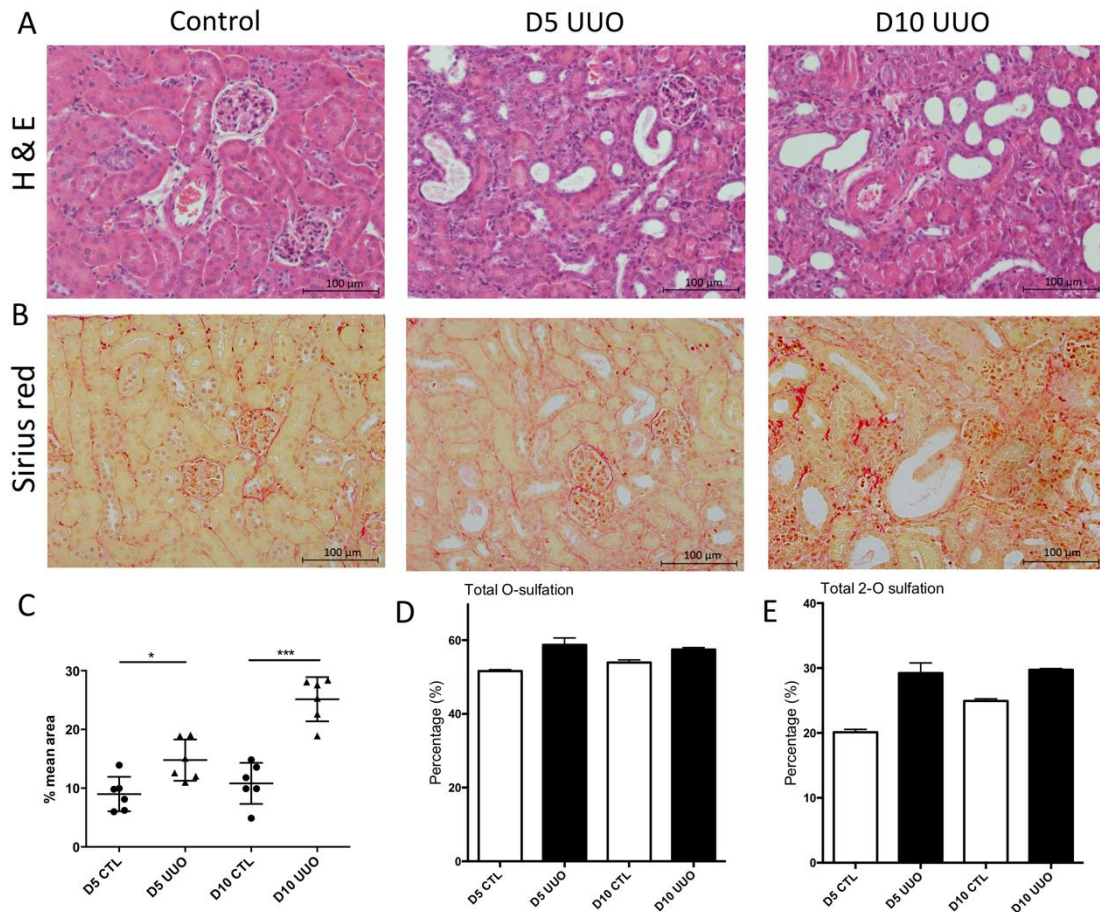 A
Control
D5 UUO
D10 UUO
H & E
100 µm
100 µm
100 µm
B
Sirius red
100 µm
100 µm
100 µm
C
% mean area
30
20
10
0
*
***
D5 CTL
D5 UUO
D10 CTL
D10 UUO
D
Total O-sulfation
Percentage (%)
60
40
20
0
D5 CTL
D5 UUO
D10 CTL
D10 UUO
E
Total 2-O sulfation
Percentage (%)
40
30
20
10
0
D5 CTL
D5 UUO
D10 CTL
D10 UUO